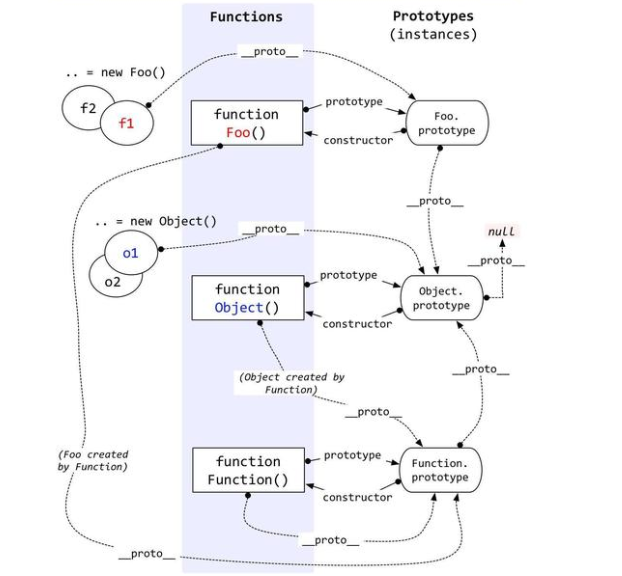 Functions
Prototypes
(instances)
__proto__
.. = new Foo()
f2
f1
function
Foo()
prototype
constructor
Foo.
prototype
__proto__
.. = new Object()
__proto__
null
o1
o2
__proto__
function
Object()
prototype
constructor
Object.
prototype
(Object created by
Function)
__proto__
__proto__
(Foo created
by Function)
function
Function()
prototype
constructor
Function.
prototype
__proto__
__proto__